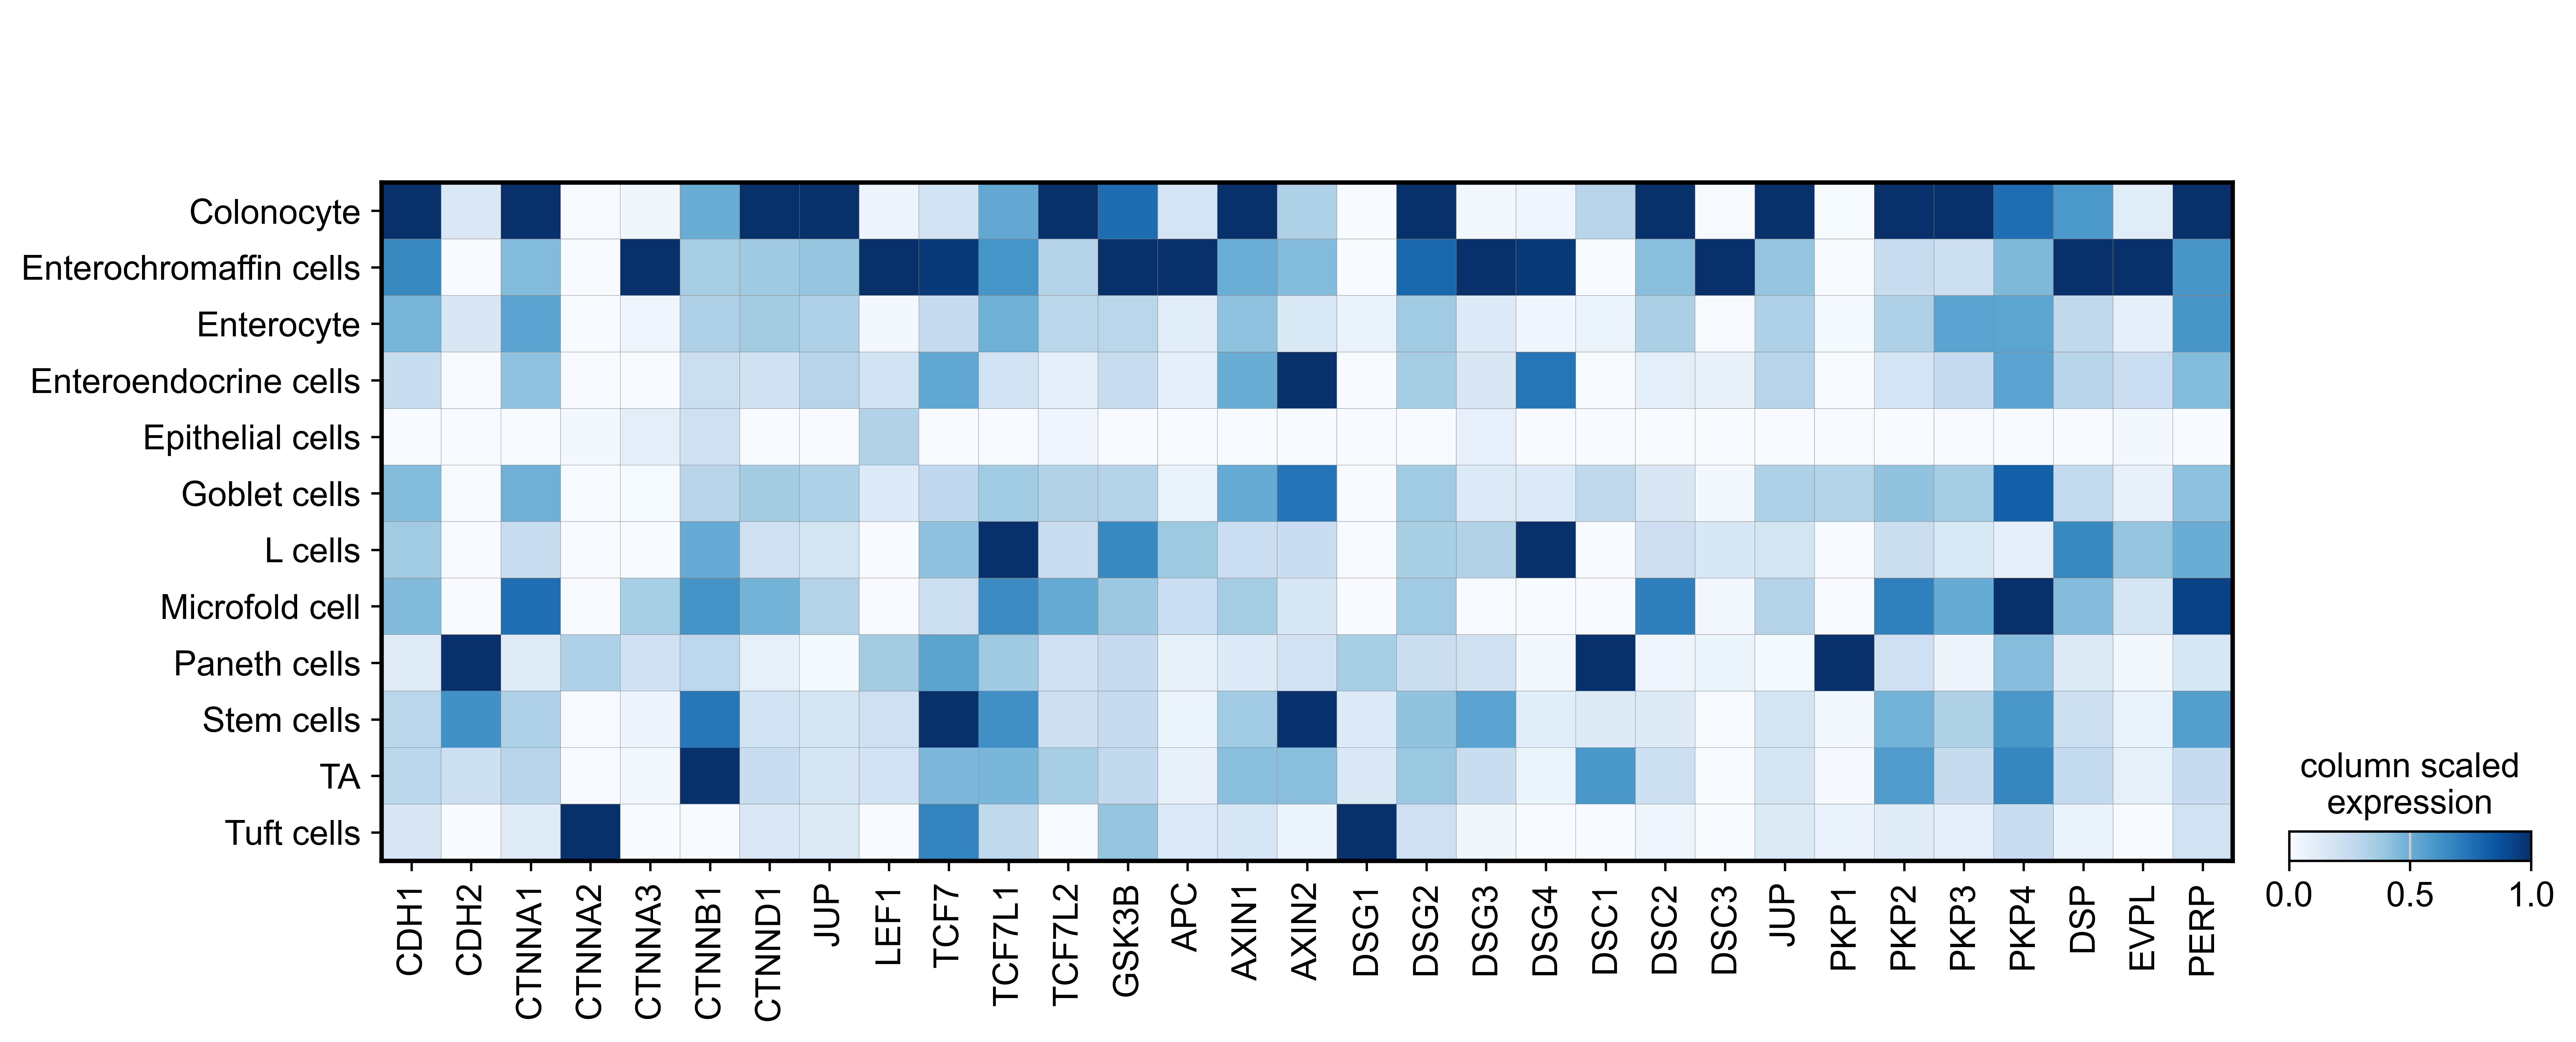 Colonocyte
Enterochromaffin cells
Enterocyte
Enteroendocrine cells
Epithelial cells
Goblet cells
L cells
Microfold cell
Paneth cells
Stem cells
TA
Tuft cells
CDH1
CDH2
CTNNA1
CTNNA2
CTNNA3
CTNNB1
CTNND1
JUP
LEF1
TCF7
TCF7L1
TCF7L2
GSK3B
APC
AXIN1
AXIN2
DSG1
DSG2
DSG3
DSG4
DSC1
DSC2
DSC3
JUP
PKP1
PKP2
PKP3
PKP4
DSP
EVPL
PERP
column scaled
expression
0.0 0.5 1.0